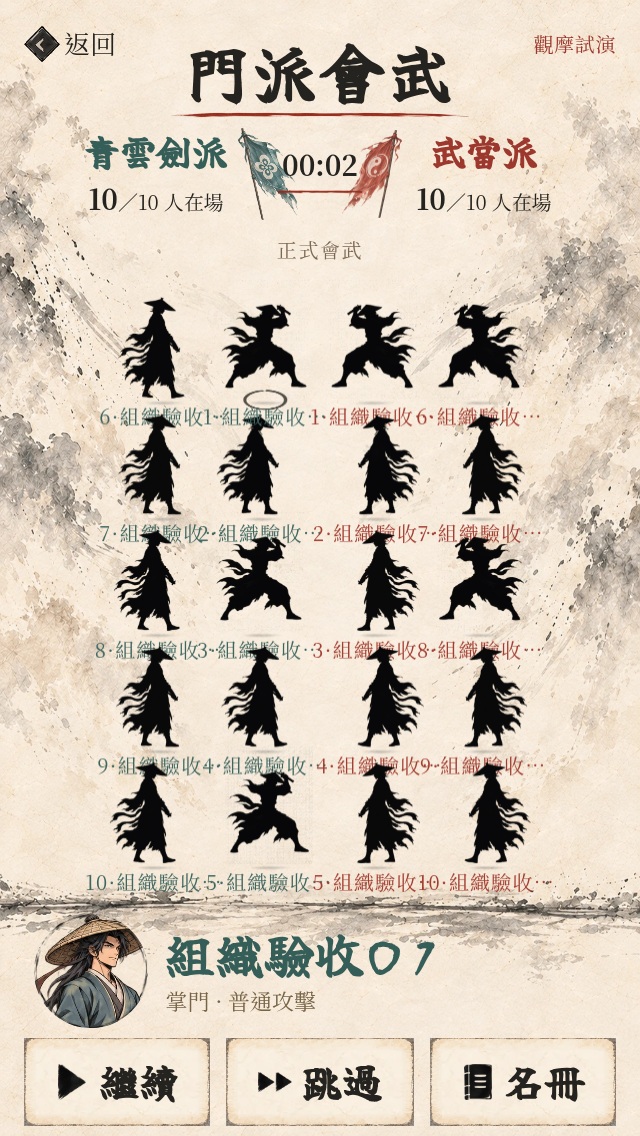 返回
門派會武
觀摩試演
青雲劍派
00:02
武當派
10／10 人在場
10／10 人在場
正式會武
6·組織驗收1·組織驗收··1·組織驗收6·組織驗收…
7·組織驗收2·組織驗收··2·組織驗收7·組織驗收…
8·組織驗收3·組織驗收··3·組織驗收8·組織驗收…
9·組織驗收4·組織驗收··4·組織驗收9·組織驗收…
10·組織驗收·5·組織驗收5·組織驗收10·組織驗收…
組織驗收07
掌門·普通攻擊
繼續
跳過
名冊